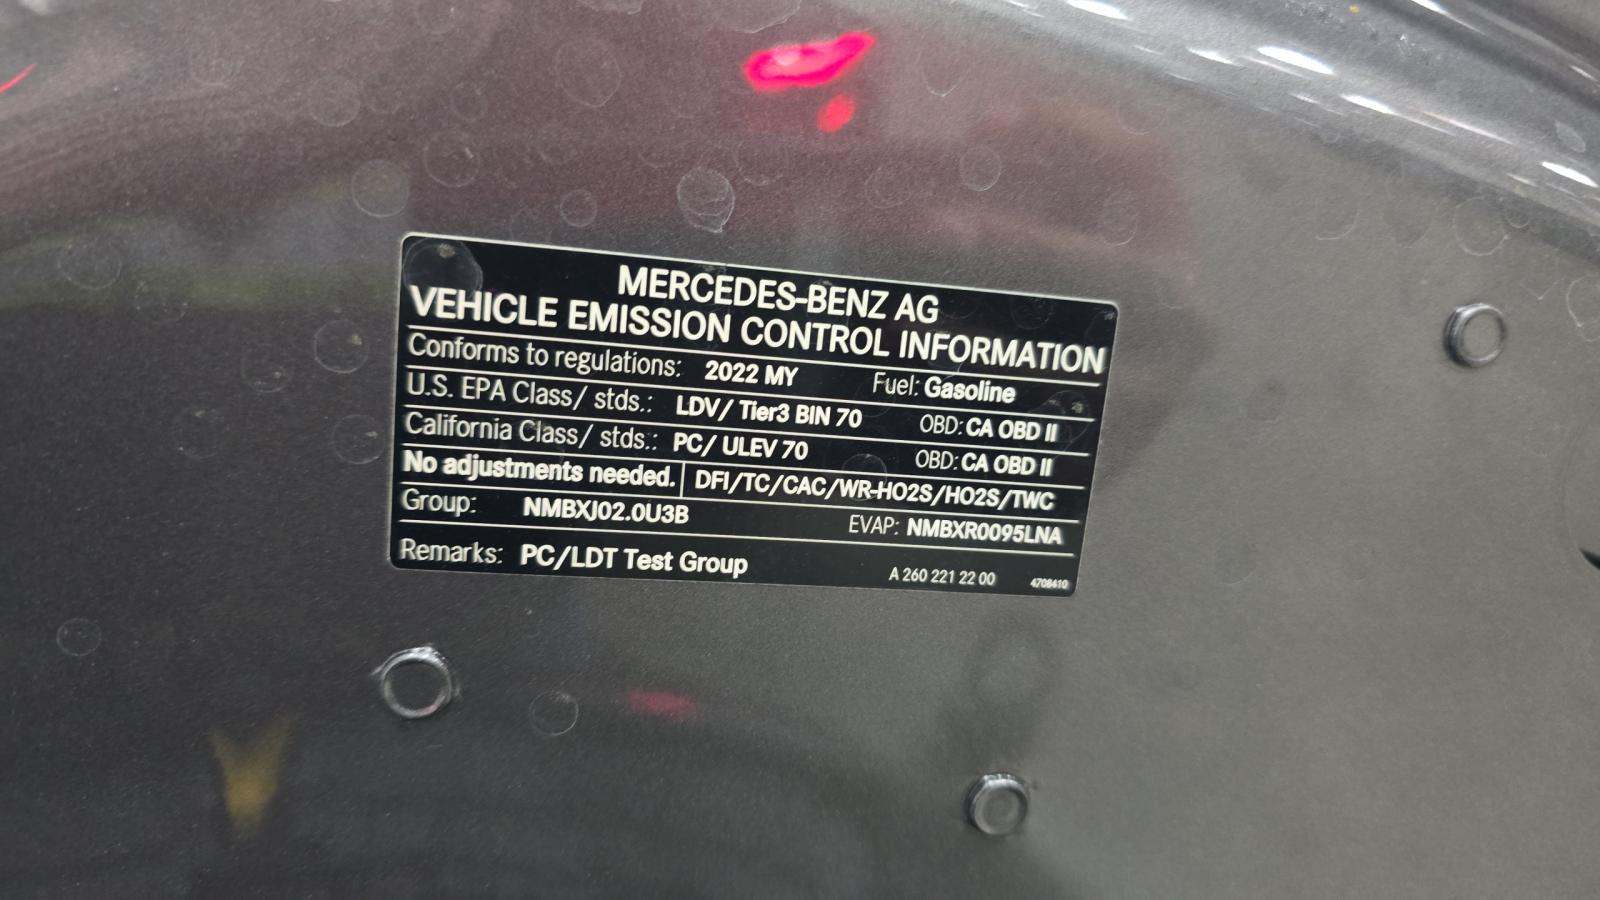 MERCEDES-BENZ AG
VEHICLE EMISSION CONTROL INFORMATION
Conforms to regulations: 2022 MY Fuel: Gasoline
U.S. EPA Class/ stds.: LDV/ Tier3 BIN 70 OBD: CA OBD II
California Class/ stds.: PC/ ULEV 70 OBD: CA OBD II
No adjustments needed. DFI/TC/CAC/WR-HO2S/HO2S/TWC
Group: NMBXJ02.0U3B EVAP: NMBXR0095LNA
Remarks: PC/LDT Test Group A 260 221 22 00 4708410